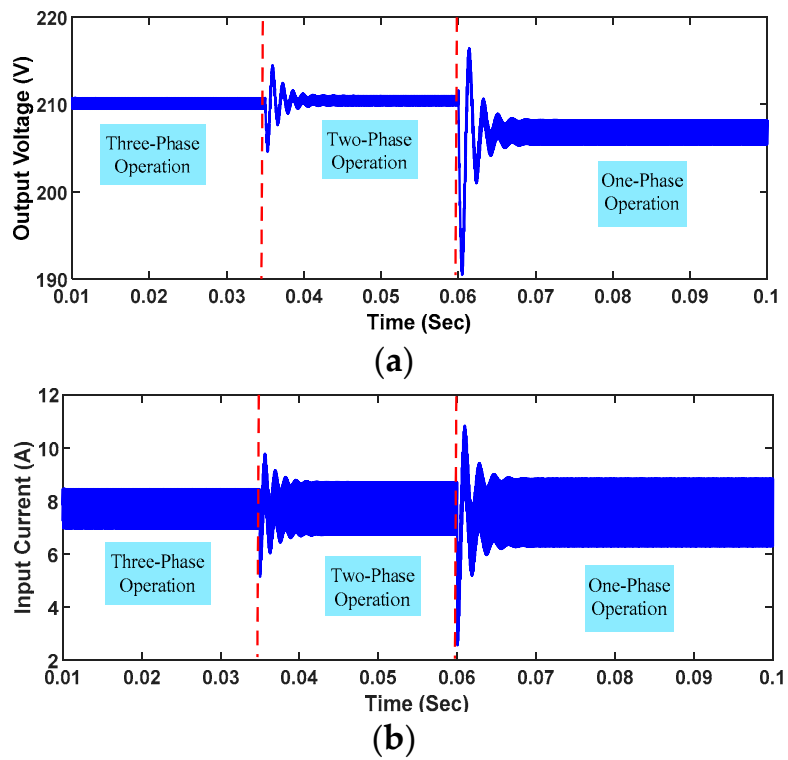 220
210
200
190
Output Voltage (V)
Three-Phase
Operation
Two-Phase
Operation
One-Phase
Operation
0.01 0.02 0.03 0.04 0.05 0.06 0.07 0.08 0.09 0.1
Time (Sec)
(a)
12
10
8
6
4
2
Input Current (A)
Three-Phase
Operation
Two-Phase
Operation
One-Phase
Operation
0.01 0.02 0.03 0.04 0.05 0.06 0.07 0.08 0.09 0.1
Time (Sec)
(b)